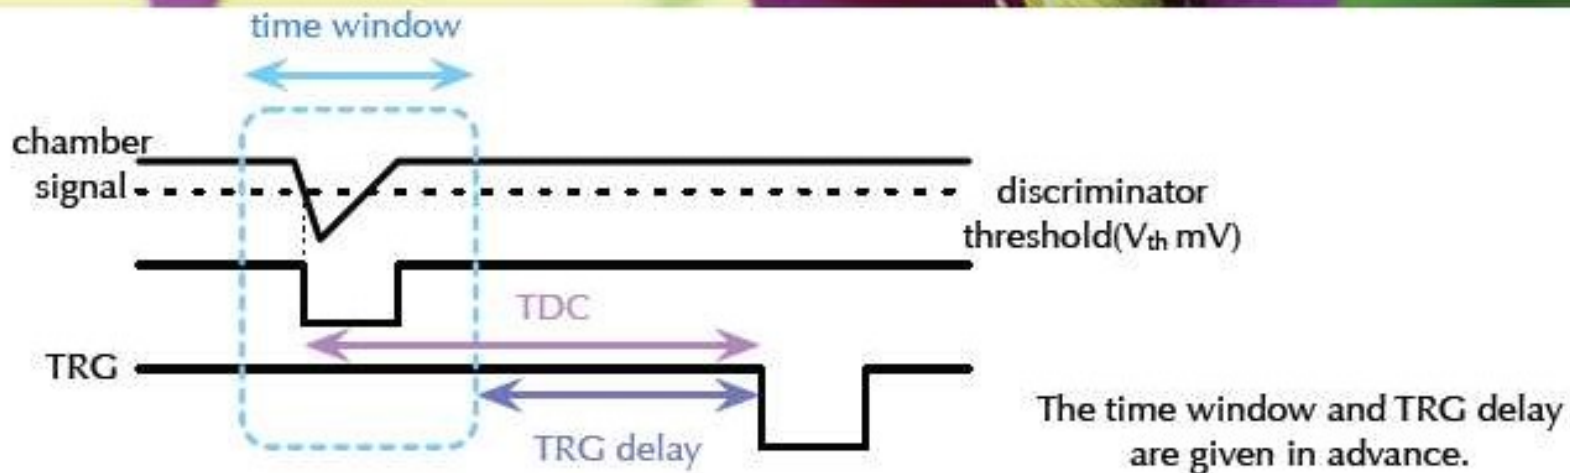 time window
chamber
signal
discriminator
threshold(Vth mV)
TDC
TRG
TRG delay
The time window and TRG delay
are given in advance.